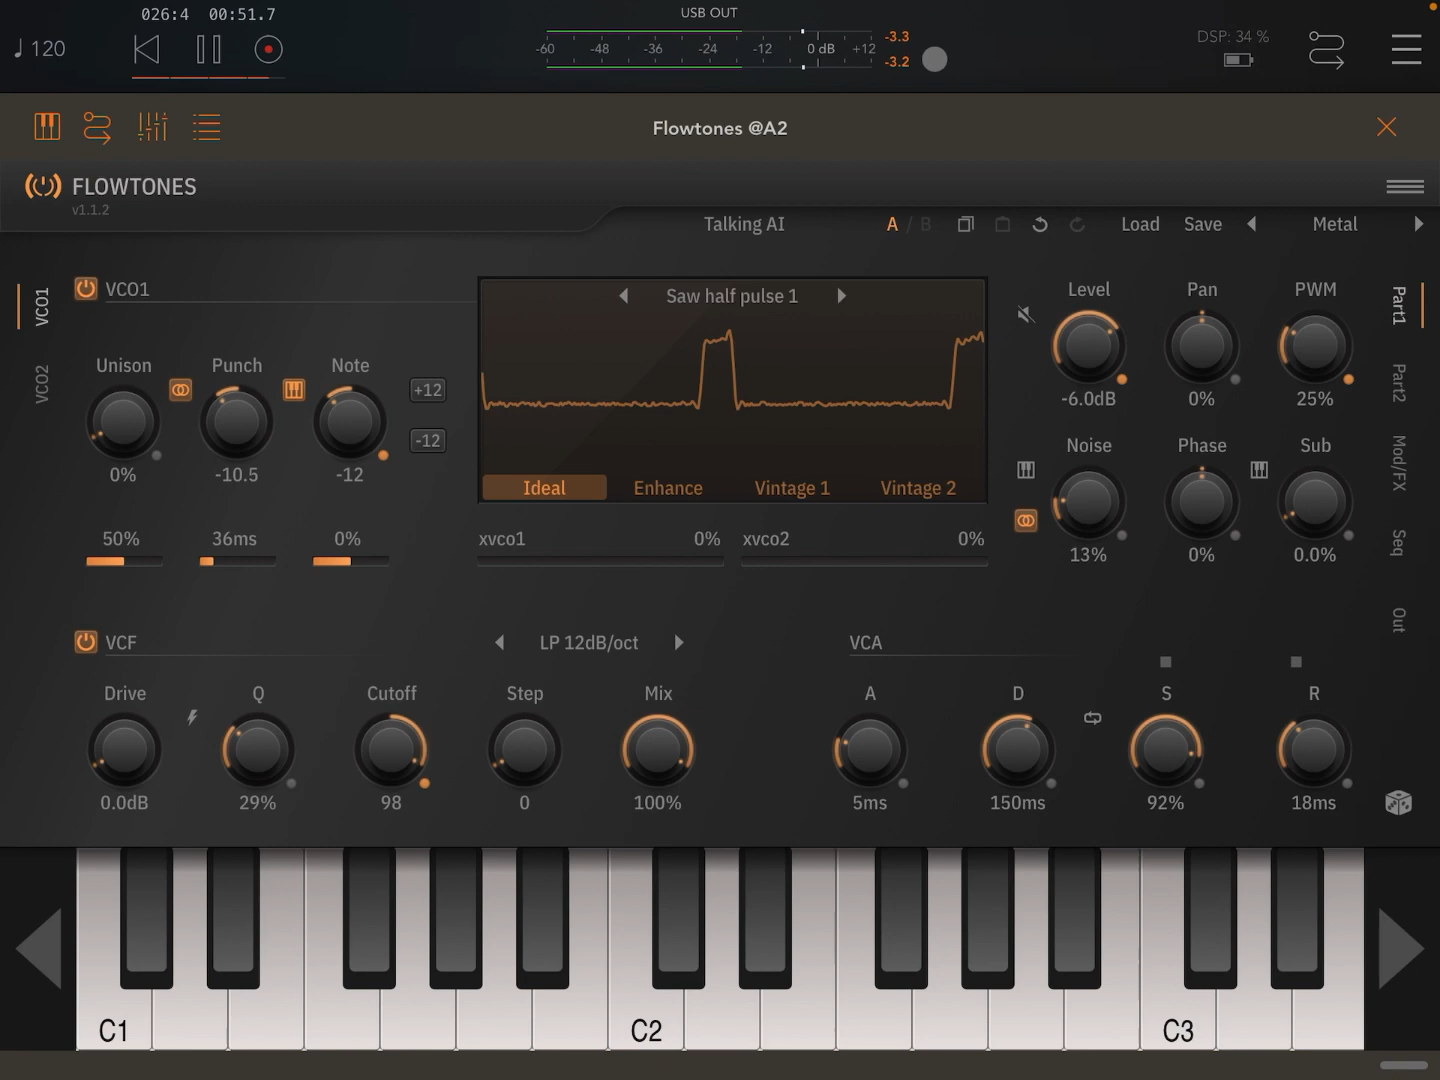 026:4 00:51.7
USB OUT
120
-60 -48 -36 -24 -12 0 dB +12
-3.3
-3.2
DSP: 34 %
Flowtones @A2
FLOWTONES
v1.1.2
Talking AI
A / B
Load
Save
Metal
VCO1
VCO2
VCO1
Unison
Punch
Note
0%
-10.5
-12
+12
-12
50%
36ms
0%
Saw half pulse 1
Ideal
Enhance
Vintage 1
Vintage 2
xvco1 0%
xvco2 0%
Level
Pan
PWM
-6.0dB
0%
25%
Noise
Phase
Sub
13%
0%
0.0%
Part1
Part2
Mod/FX
Seq
Out
VCF
LP 12dB/oct
Drive
Q
Cutoff
Step
Mix
0.0dB
29%
98
0
100%
VCA
A
D
S
R
5ms
150ms
92%
18ms
C1
C2
C3